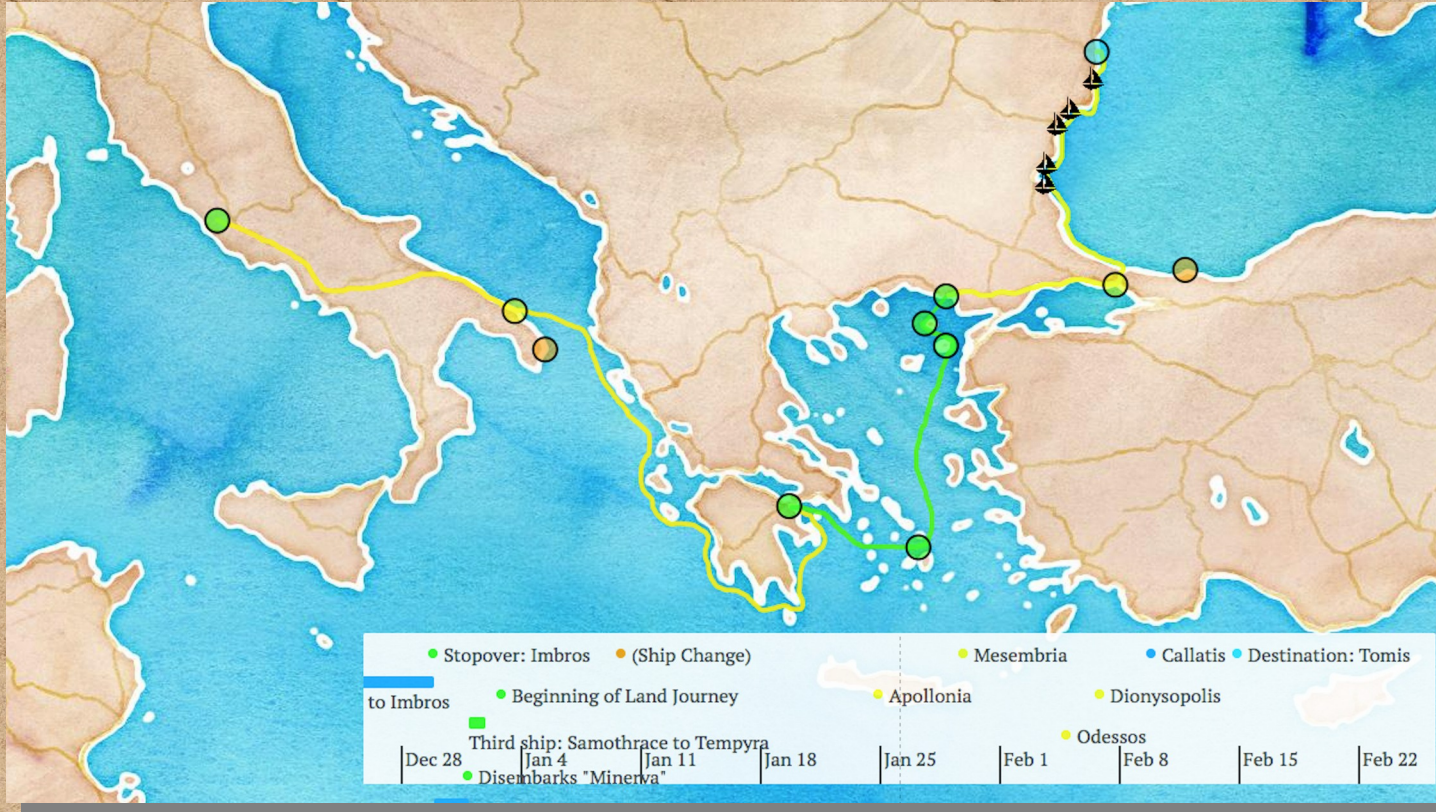 Stopover: Imbros (Ship Change) Mesembria Callatis Destination: Tomis
Beginning of Land Journey Apollonia Dionysopolis
to Imbros
Odessos
Third ship: Samothrace to Tempyra
Dec 28 Jan 4 Jan 11 Jan 18 Jan 25 Feb 1 Feb 8 Feb 15 Feb 22
Disembarks "Minerva"